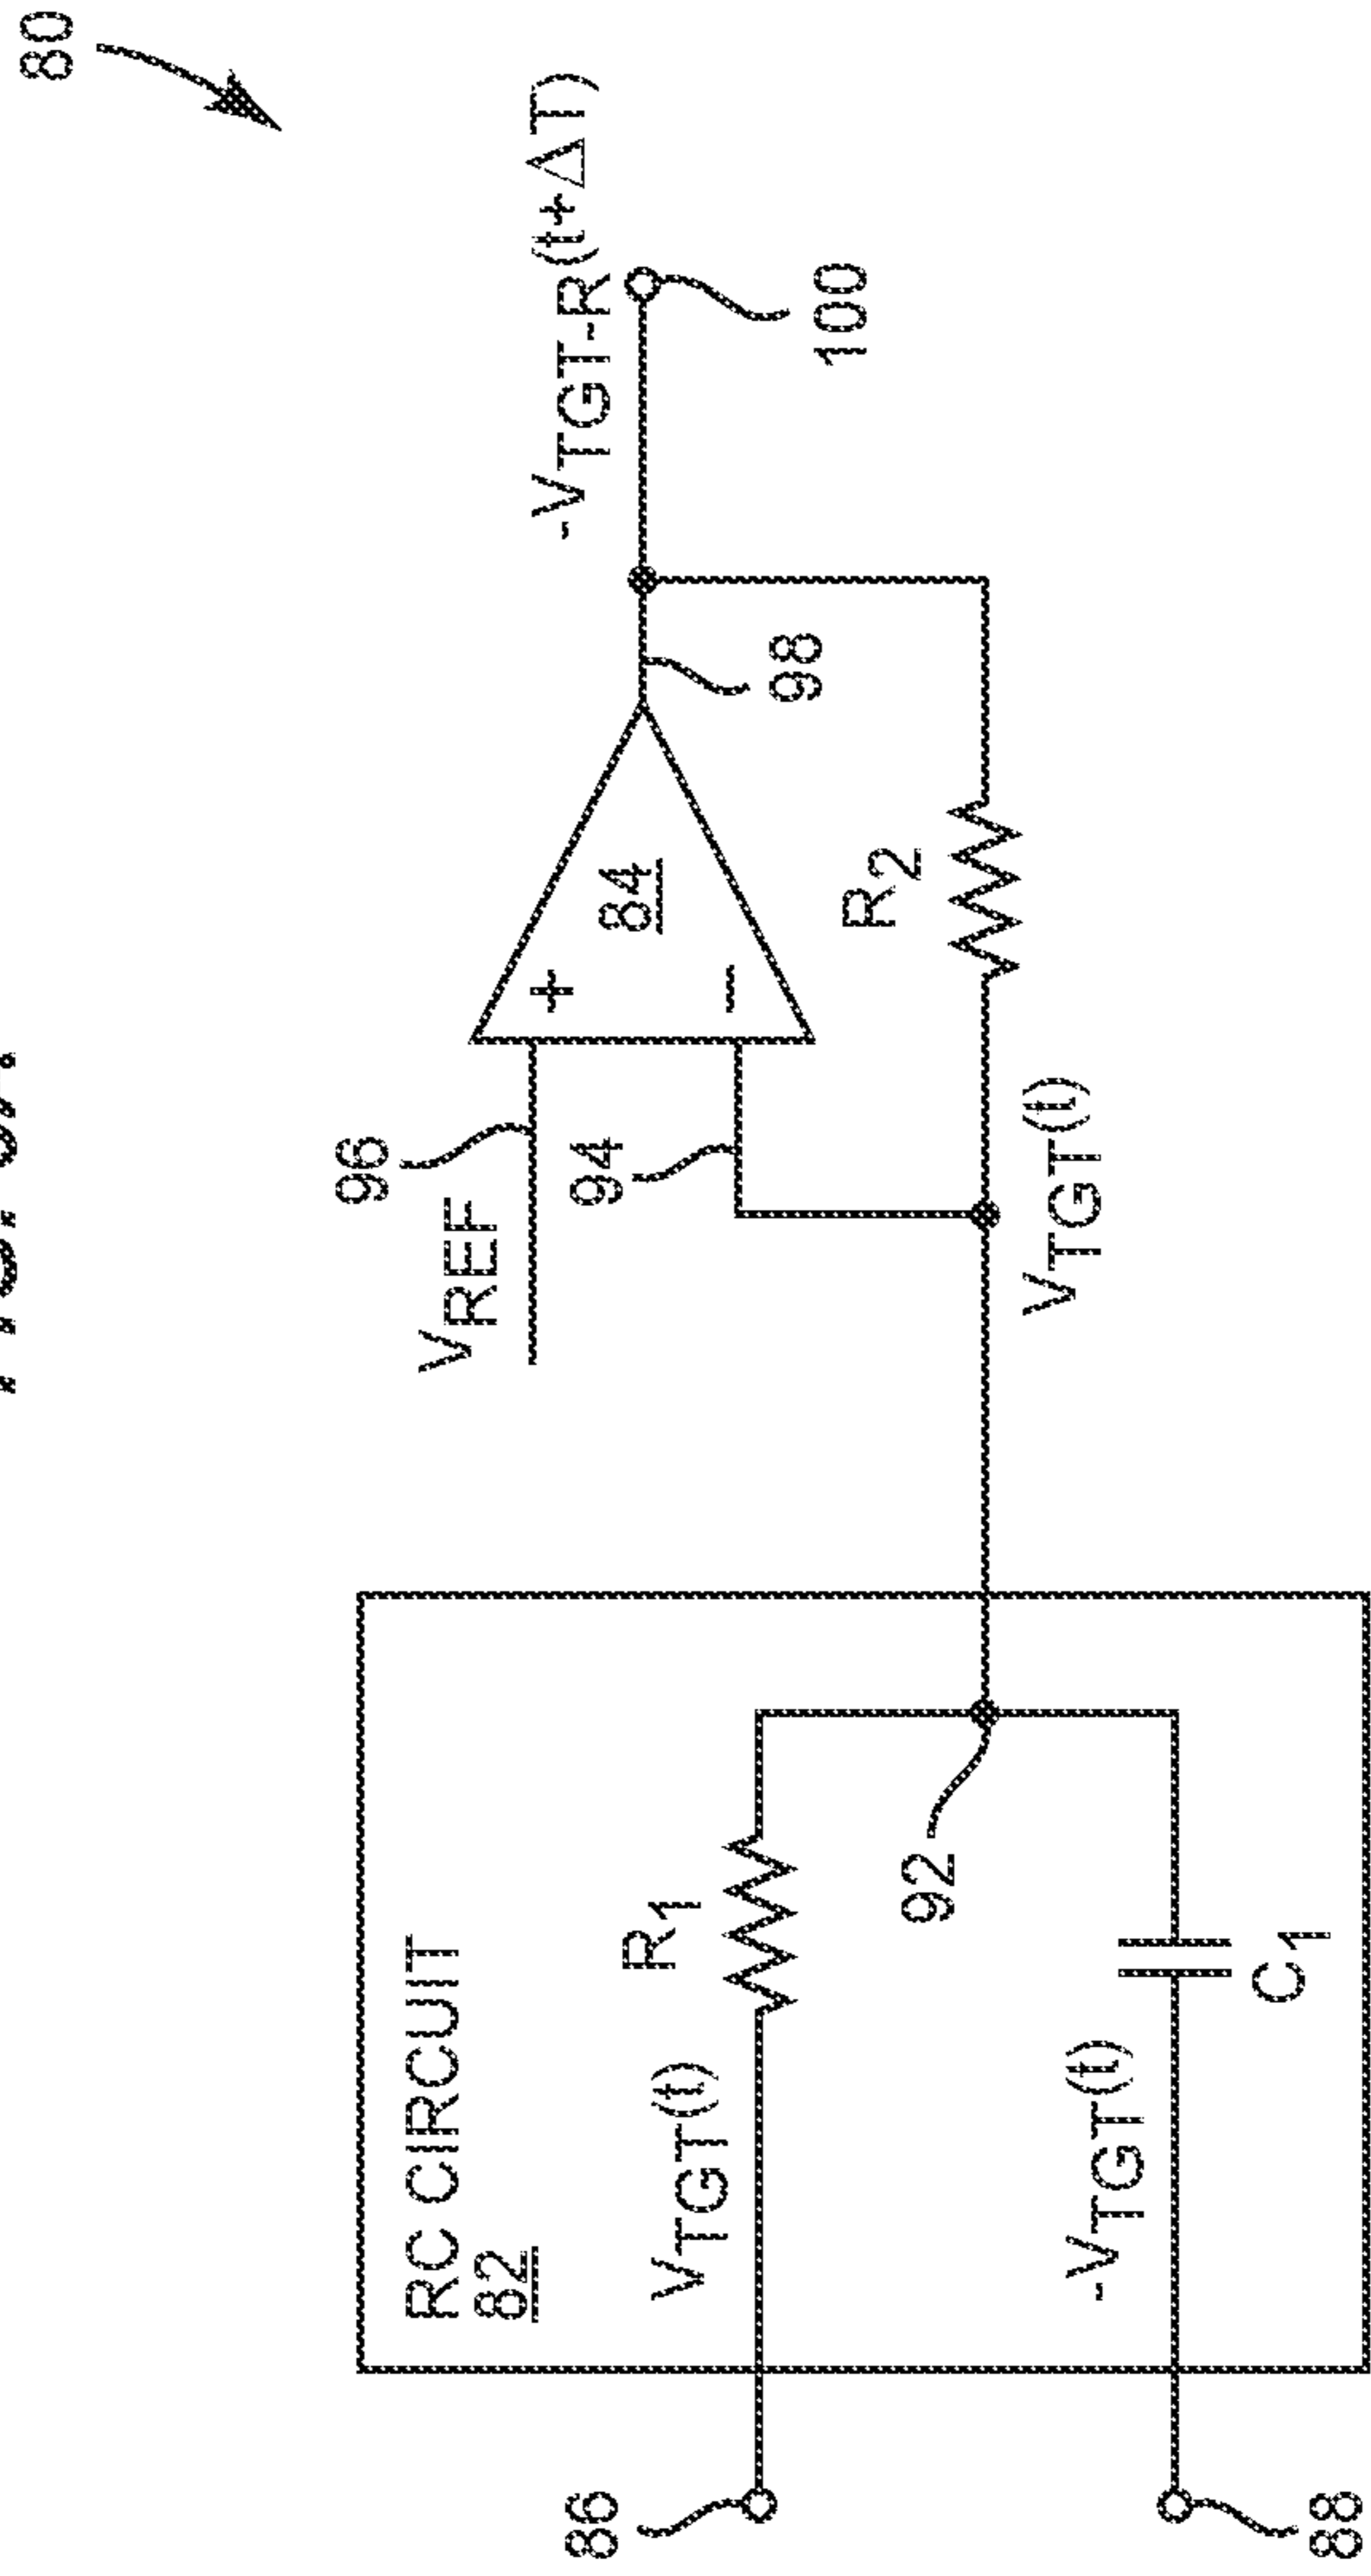 80
-VTGT-R(t+ΔT)
96
VREF
94
+
84
−
98
100
R2
VTGT(t)
RC CIRCUIT
82
86
VTGT(t)
R1
92
88
-VTGT(t)
C1